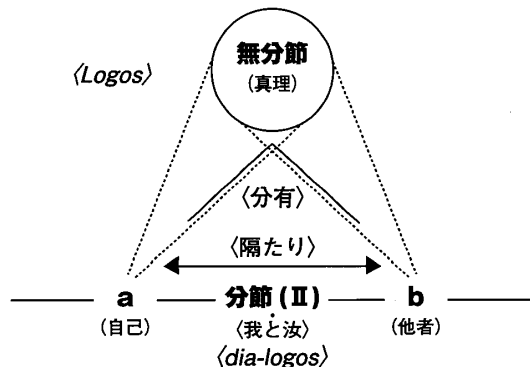 無分節
(真理)
〈Logos〉
〈分有〉
〈隔たり〉
a 分節(II) b
(自己) 〈我と汝〉 (他者)
〈dia-logos〉